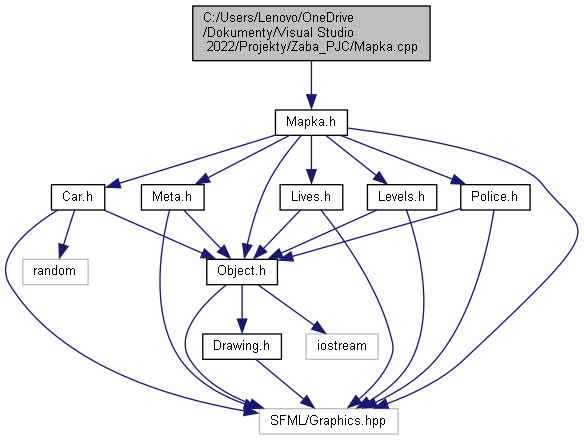 C:/Users/Lenovo/OneDrive
/Dokumenty/Visual Studio
2022/Projekty/Zaba_PJC/Mapka.cpp
Mapka.h
Car.h
Meta.h
Lives.h
Levels.h
Police.h
random
Object.h
Drawing.h
iostream
SFML/Graphics.hpp